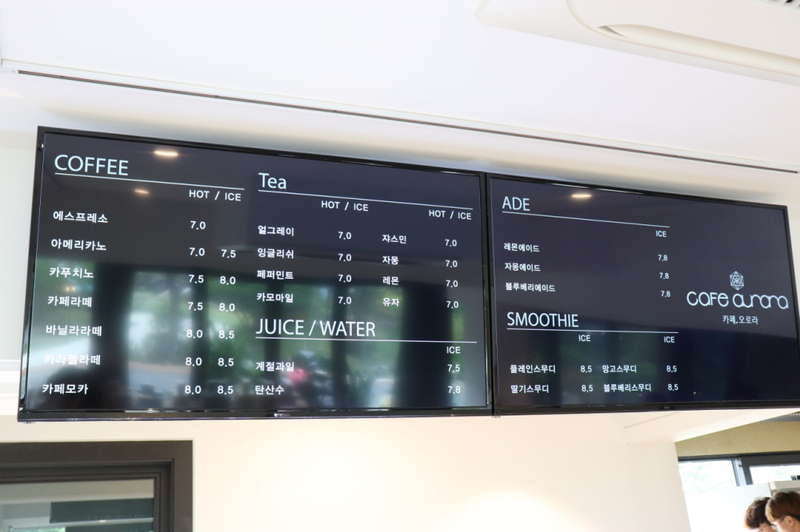 COFFEE
HOT / ICE
에스프레소 7.0
아메리카노 7.0 7.5
카푸치노 7.5 8.0
카페라떼 7.5 8.0
바닐라라떼 8.0 8.5
카라멜라떼 8.0 8.5
카페모카 8.0 8.5
Tea
HOT / ICE HOT / ICE
얼그레이 7.0 쟈스민 7.0
잉글리쉬 7.0 자몽 7.0
페퍼민트 7.0 레몬 7.0
카모마일 7.0 유자 7.0
JUICE / WATER
ICE
계절과일 7.5
탄산수 7.8
ADE
ICE
레몬에이드 7.8
자몽에이드 7.8
블루베리에이드 7.8
SMOOTHIE
ICE ICE
플레인스무디 8.5 망고스무디 8.5
딸기스무디 8.5 블루베리스무디 8.5
cafe aurora
카페, 오로라